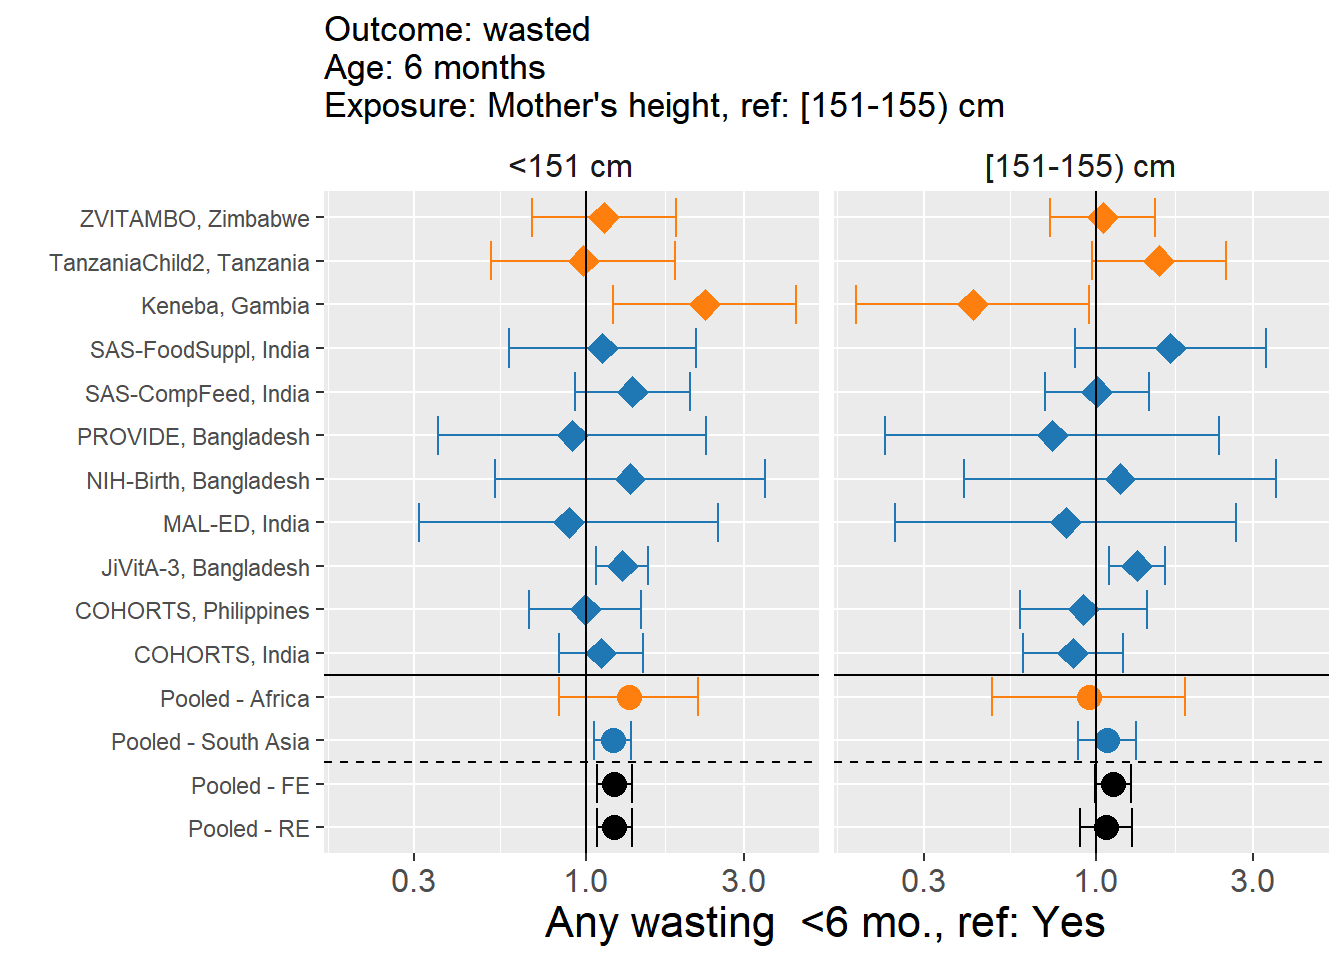 Outcome: wasted
Age: 6 months
Exposure: Mother's height, ref: [151-155) cm
<151 cm
[151-155) cm
ZVITAMBO, Zimbabwe
TanzaniaChild2, Tanzania
Keneba, Gambia
SAS-FoodSuppl, India
SAS-CompFeed, India
PROVIDE, Bangladesh
NIH-Birth, Bangladesh
MAL-ED, India
JiVitA-3, Bangladesh
COHORTS, Philippines
COHORTS, India
Pooled - Africa
Pooled - South Asia
Pooled - FE
Pooled - RE
0.3 1.0 3.0 0.3 1.0 3.0
Any wasting  <6 mo., ref: Yes